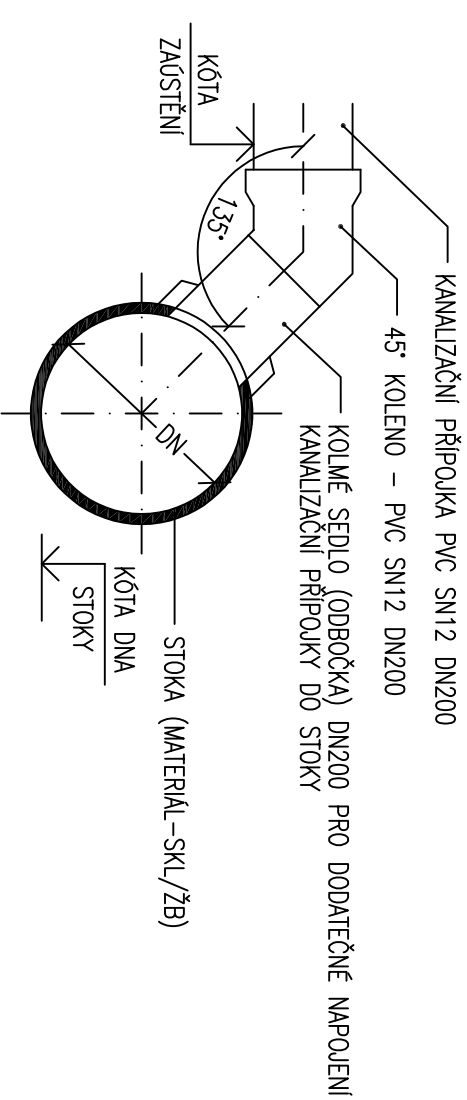 KANALIZAČNÍ PŘÍPOJKA PVC SN12 DN200
45° KOLENO - PVC SN12 DN200
KOLMÉ SEDLO (ODBOČKA) DN200 PRO DODATEČNÉ NAPOJENÍ
KANALIZAČNÍ PŘÍPOJKY DO STOKY
KÓTA
ZAÚSTĚNÍ
135°
DN
STOKA (MATERIÁL-SKL/ŽB)
KÓTA DNA
STOKY